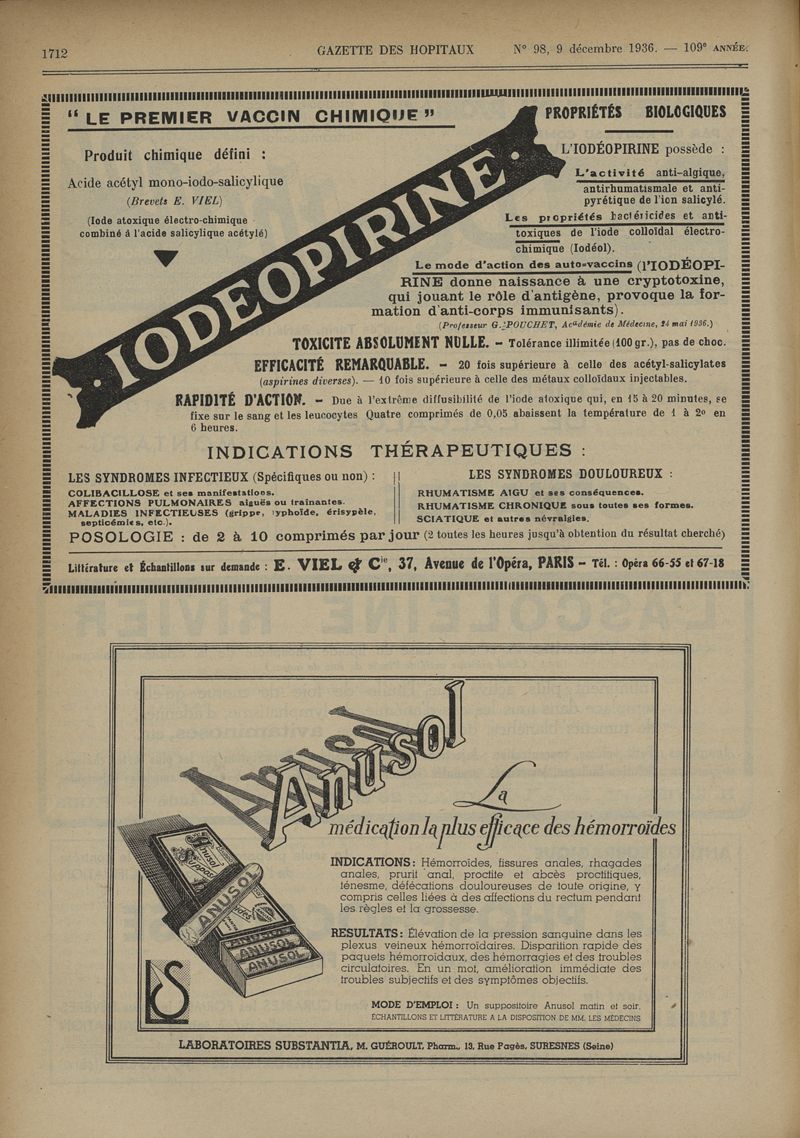 1712
GAZETTE DES HOPITAUX
N° 98, 9 décembre 1936. — 109e ANNÉE.
“ LE PREMIER VACCIN CHIMIQUE ”
Produit chimique défini :
Acide acétyl mono-iodo-salicylique
(Brevets E. VIEL)
(Iode atoxique électro-chimique
combiné à l'acide salicylique acétylé)
IODEOPIRINE
PROPRIÉTÉS BIOLOGIQUES
L'IODÉOPIRINE possède :
L'activité anti-algique,
antirhumatismale et anti-
pyrétique de l'ion salicylé.
Les propriétés bactéricides et anti-
toxiques de l'iode colloïdal électro-
chimique (Iodéol).
Le mode d'action des auto-vaccins (l'IODÉOPI-
RINE donne naissance à une cryptotoxine,
qui jouant le rôle d'antigène, provoque la for-
mation d'anti-corps immunisants).
(Professeur G. POUCHET, Académie de Médecine, 24 mai 1936.)
TOXICITE ABSOLUMENT NULLE. — Tolérance illimitée (100 gr.), pas de choc.
EFFICACITÉ REMARQUABLE. — 20 fois supérieure à celle des acétyl-salicylates
(aspirines diverses). — 10 fois supérieure à celle des métaux colloïdaux injectables.
RAPIDITÉ D'ACTION. — Due à l'extrême diffusibilité de l'iode atoxique qui, en 15 à 20 minutes, se
fixe sur le sang et les leucocytes Quatre comprimés de 0,05 abaissent la température de 1 à 2° en
6 heures.
INDICATIONS THÉRAPEUTIQUES :
LES SYNDROMES INFECTIEUX (Spécifiques ou non) :
COLIBACILLOSE et ses manifestations.
AFFECTIONS PULMONAIRES aiguës ou traînantes.
MALADIES INFECTIEUSES (grippe, typhoïde, érisypèle,
septicémies, etc.).
LES SYNDROMES DOULOUREUX :
RHUMATISME AIGU et ses conséquences.
RHUMATISME CHRONIQUE sous toutes ses formes.
SCIATIQUE et autres névralgies.
POSOLOGIE : de 2 à 10 comprimés par jour (2 toutes les heures jusqu'à obtention du résultat cherché)
Littérature et Échantillons sur demande : E. VIEL & Cie, 37, Avenue de l'Opéra, PARIS — Tél. : Opéra 66-55 et 67-18
Anusol
La
médication la plus efficace des hémorroïdes
INDICATIONS : Hémorroïdes, fissures anales, rhagades
anales, prurit anal, proctite et abcès proctitiques,
ténesme, défécations douloureuses de toute origine, y
compris celles liées à des affections du rectum pendant
les règles et la grossesse.
RESULTATS : Élévation de la pression sanguine dans les
plexus veineux hémorroïdaires. Disparition rapide des
paquets hémorroïdaux, des hémorragies et des troubles
circulatoires. En un mot, amélioration immédiate des
troubles subjectifs et des symptômes objectifs.
ANUSOL
ANUSOL
ANUSOL
MODE D'EMPLOI : Un suppositoire Anusol matin et soir.
ÉCHANTILLONS ET LITTÉRATURE A LA DISPOSITION DE MM. LES MÉDECINS
LABORATOIRES SUBSTANTIA, M. GUÉROULT, Pharm., 13, Rue Pagès, SURESNES (Seine)